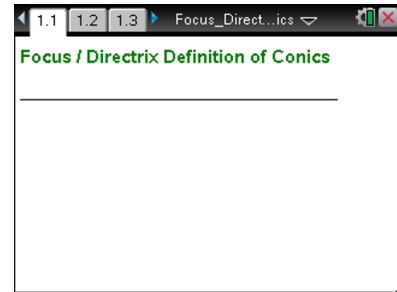 1.1 1.2 1.3 Focus_Direct...ics
Focus / Directrix Definition of Conics